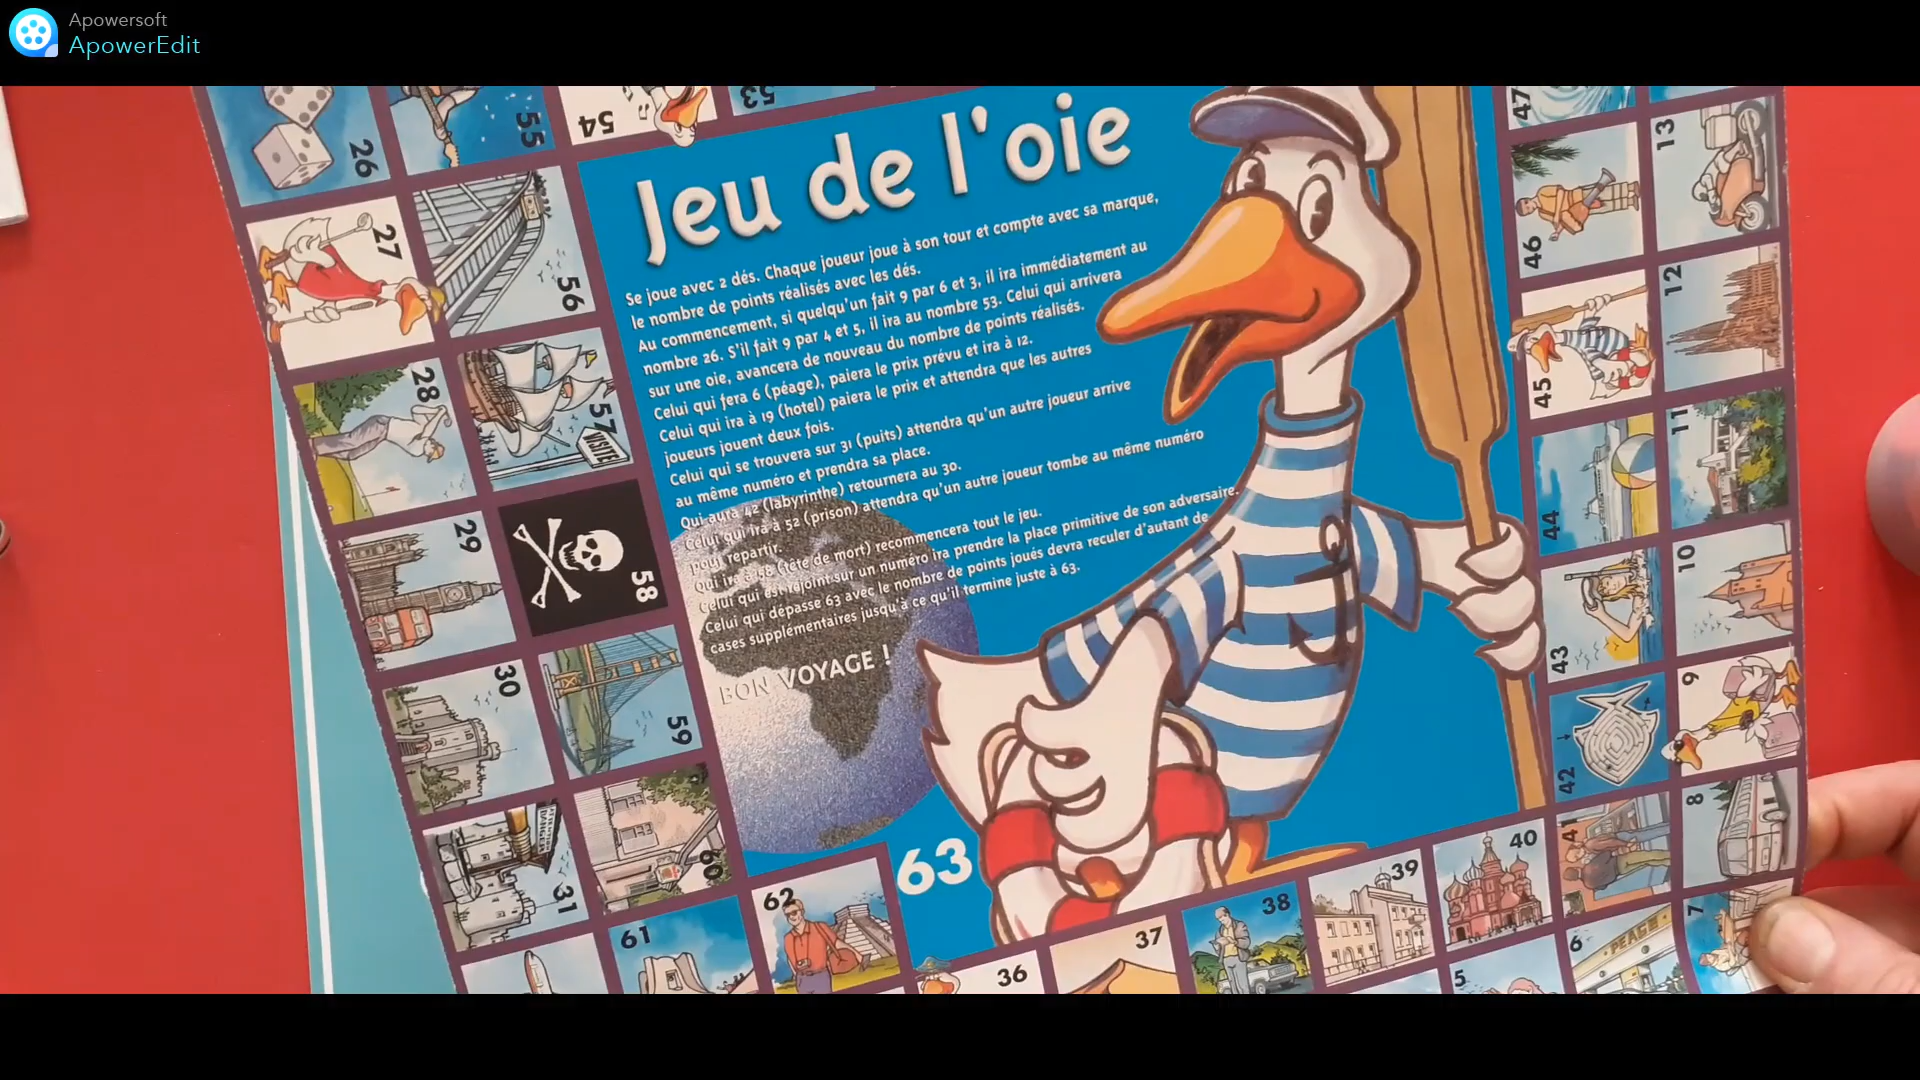 Apowersoft
ApowerEdit
Jeu de l'oie
Se joue avec 2 dés. Chaque joueur joue à son tour et compte avec sa marque,
le nombre de points réalisés avec les dés.
Au commencement, si quelqu'un fait 9 par 6 et 3, il ira immédiatement au
nombre 26. S'il fait 9 par 4 et 5, il ira au nombre 53. Celui qui arrivera
sur une oie, avancera de nouveau du nombre de points réalisés.
Celui qui fera 6 (péage), paiera le prix prévu et ira à 12.
Celui qui ira à 19 (hotel) paiera le prix et attendra que les autres
joueurs jouent deux fois.
Celui qui se trouvera sur 31 (puits) attendra qu'un autre joueur arrive
au même numéro et prendra sa place.
Qui aura 42 (labyrinthe) retournera au 30.
Celui qui ira à 52 (prison) attendra qu'un autre joueur tombe au même numéro
pour repartir.
Qui ira à 58 (tête de mort) recommencera tout le jeu.
Celui qui est rejoint sur un numéro ira prendre la place primitive de son adversaire.
Celui qui dépasse 63 avec le nombre de points joués devra reculer d'autant de
cases supplémentaires jusqu'à ce qu'il termine juste à 63.
BON VOYAGE !
63
26
27
28
29
30
31
53
54
55
56
57
VISITE
58
59
60
61
62
36
37
38
39
40
41
42
43
44
45
46
47
5
6
PEAGE
7
8
9
10
11
12
13